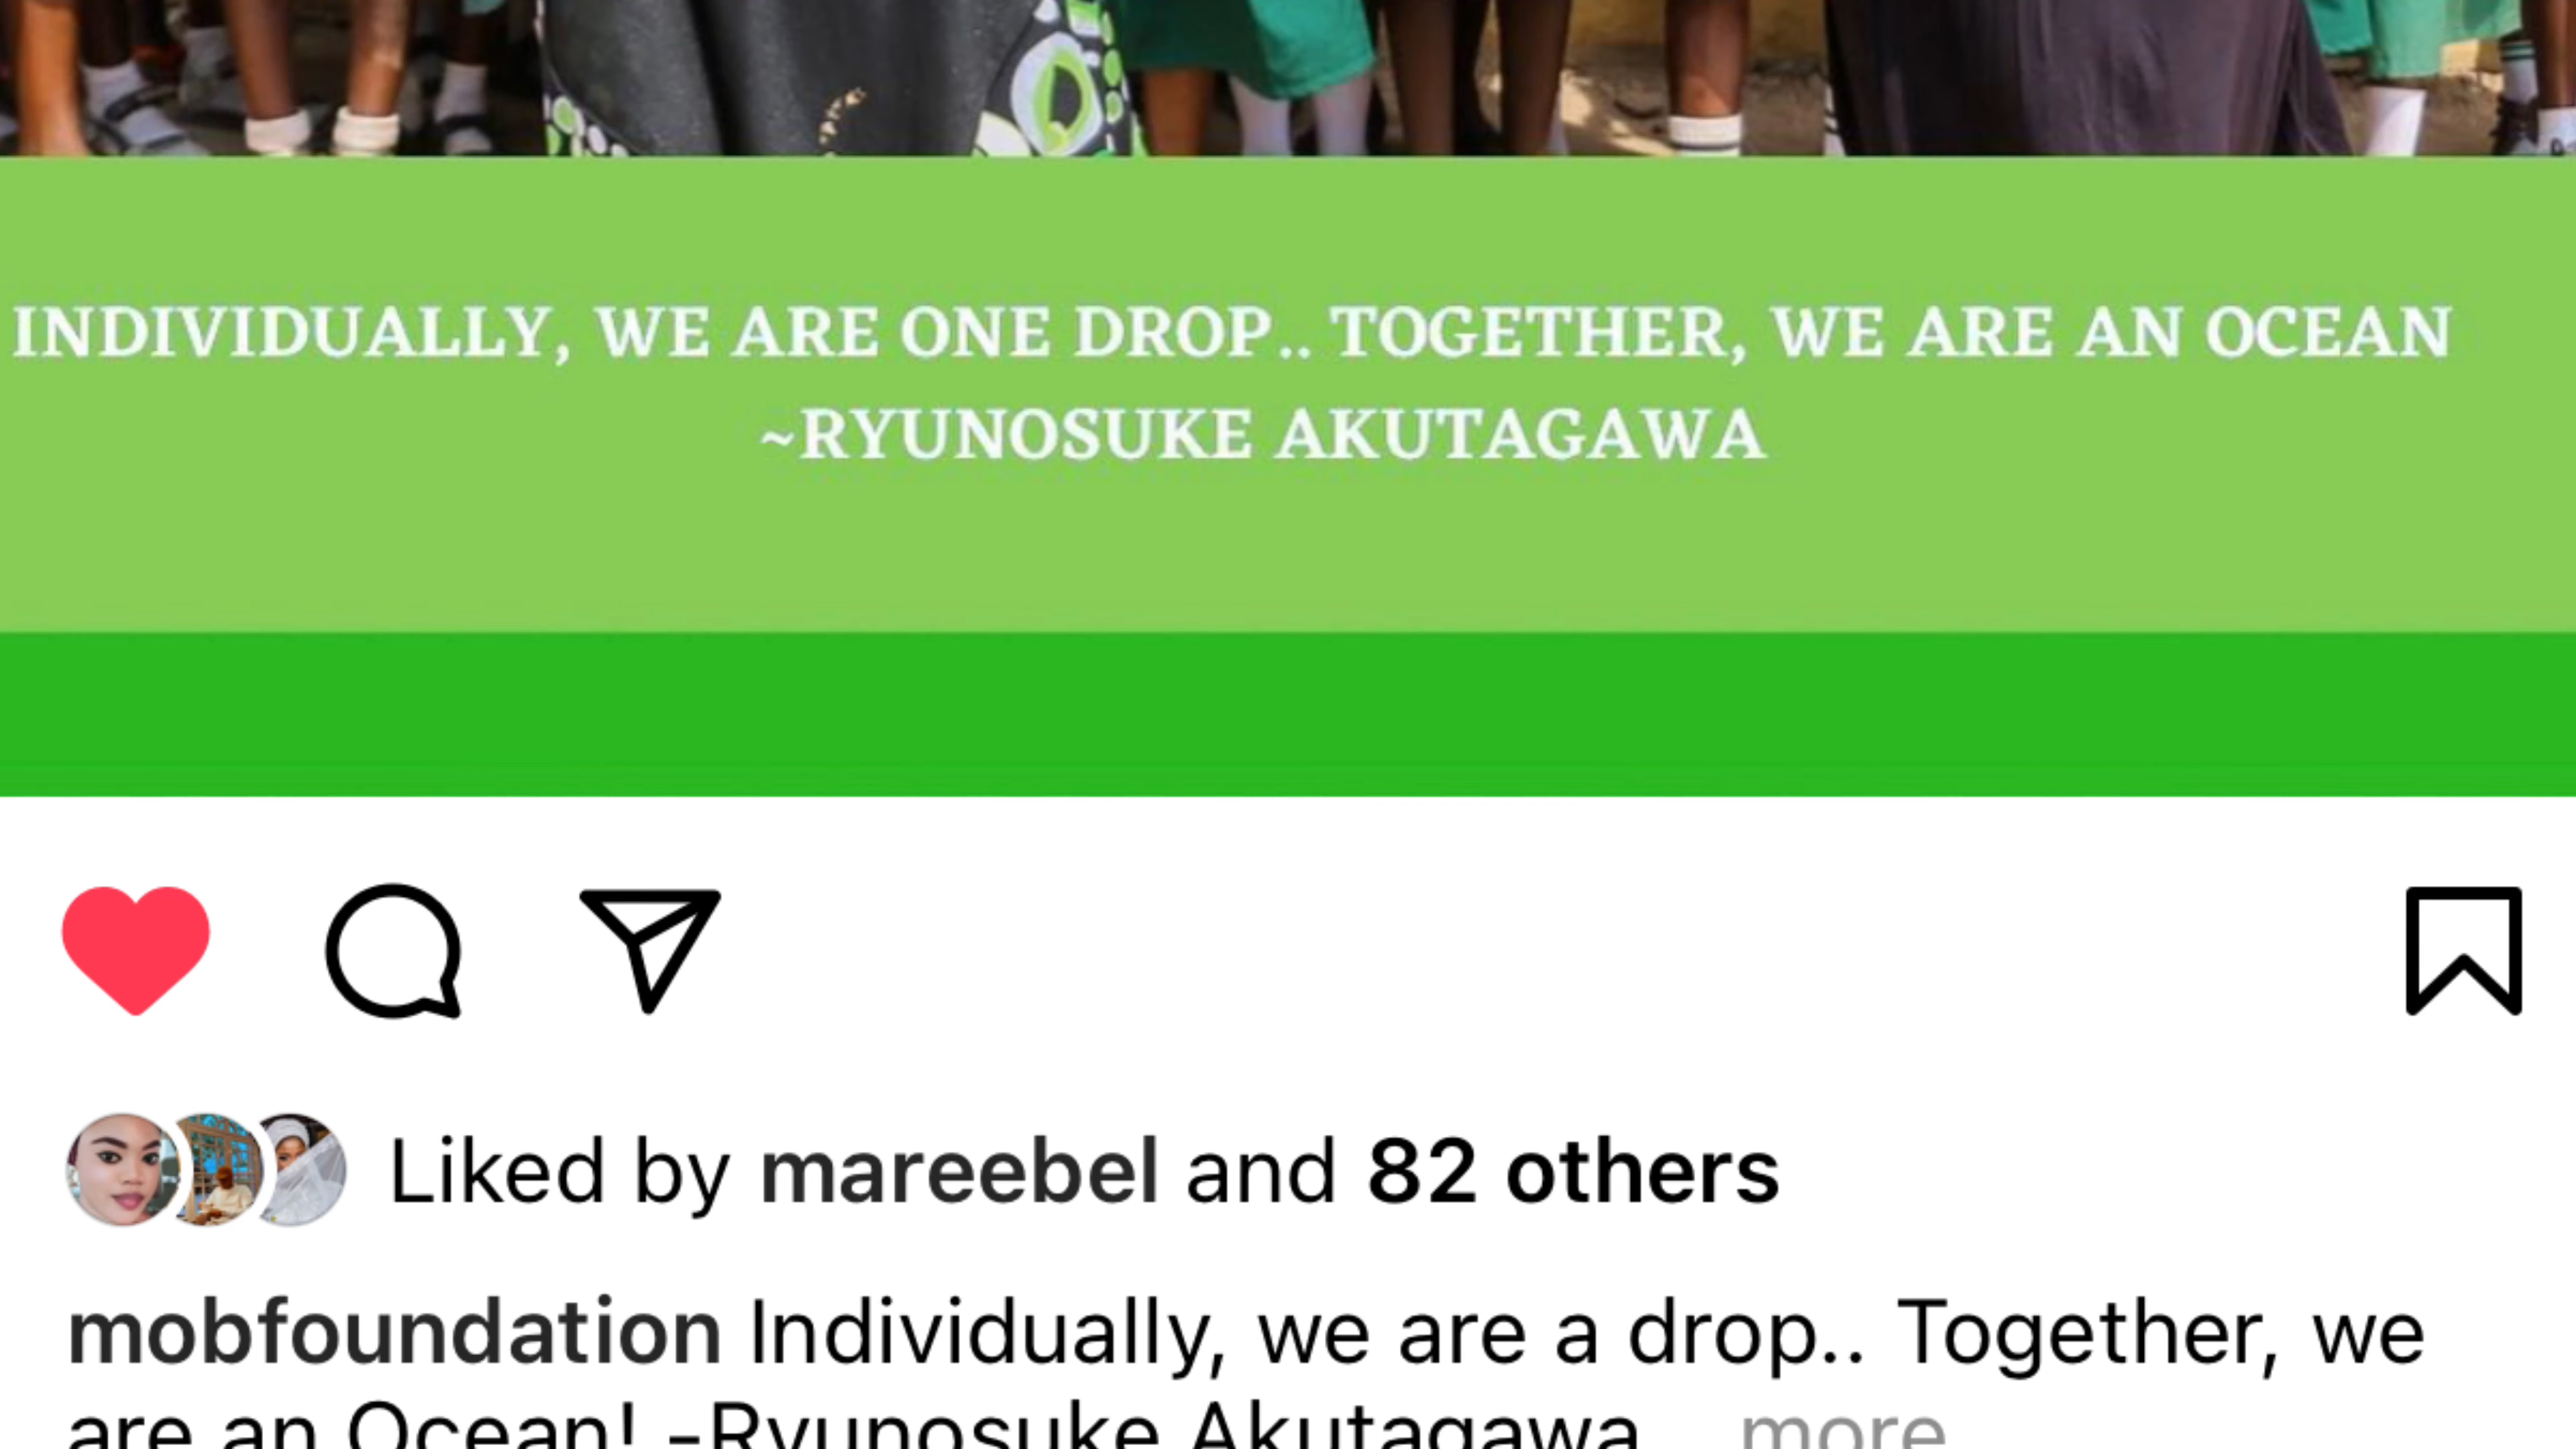 INDIVIDUALLY, WE ARE ONE DROP.. TOGETHER, WE ARE AN OCEAN
~RYUNOSUKE AKUTAGAWA
Liked by mareebel and 82 others
mobfoundation Individually, we are a drop.. Together, we
are an Ocean! -Ryunosuke Akutagawa... more